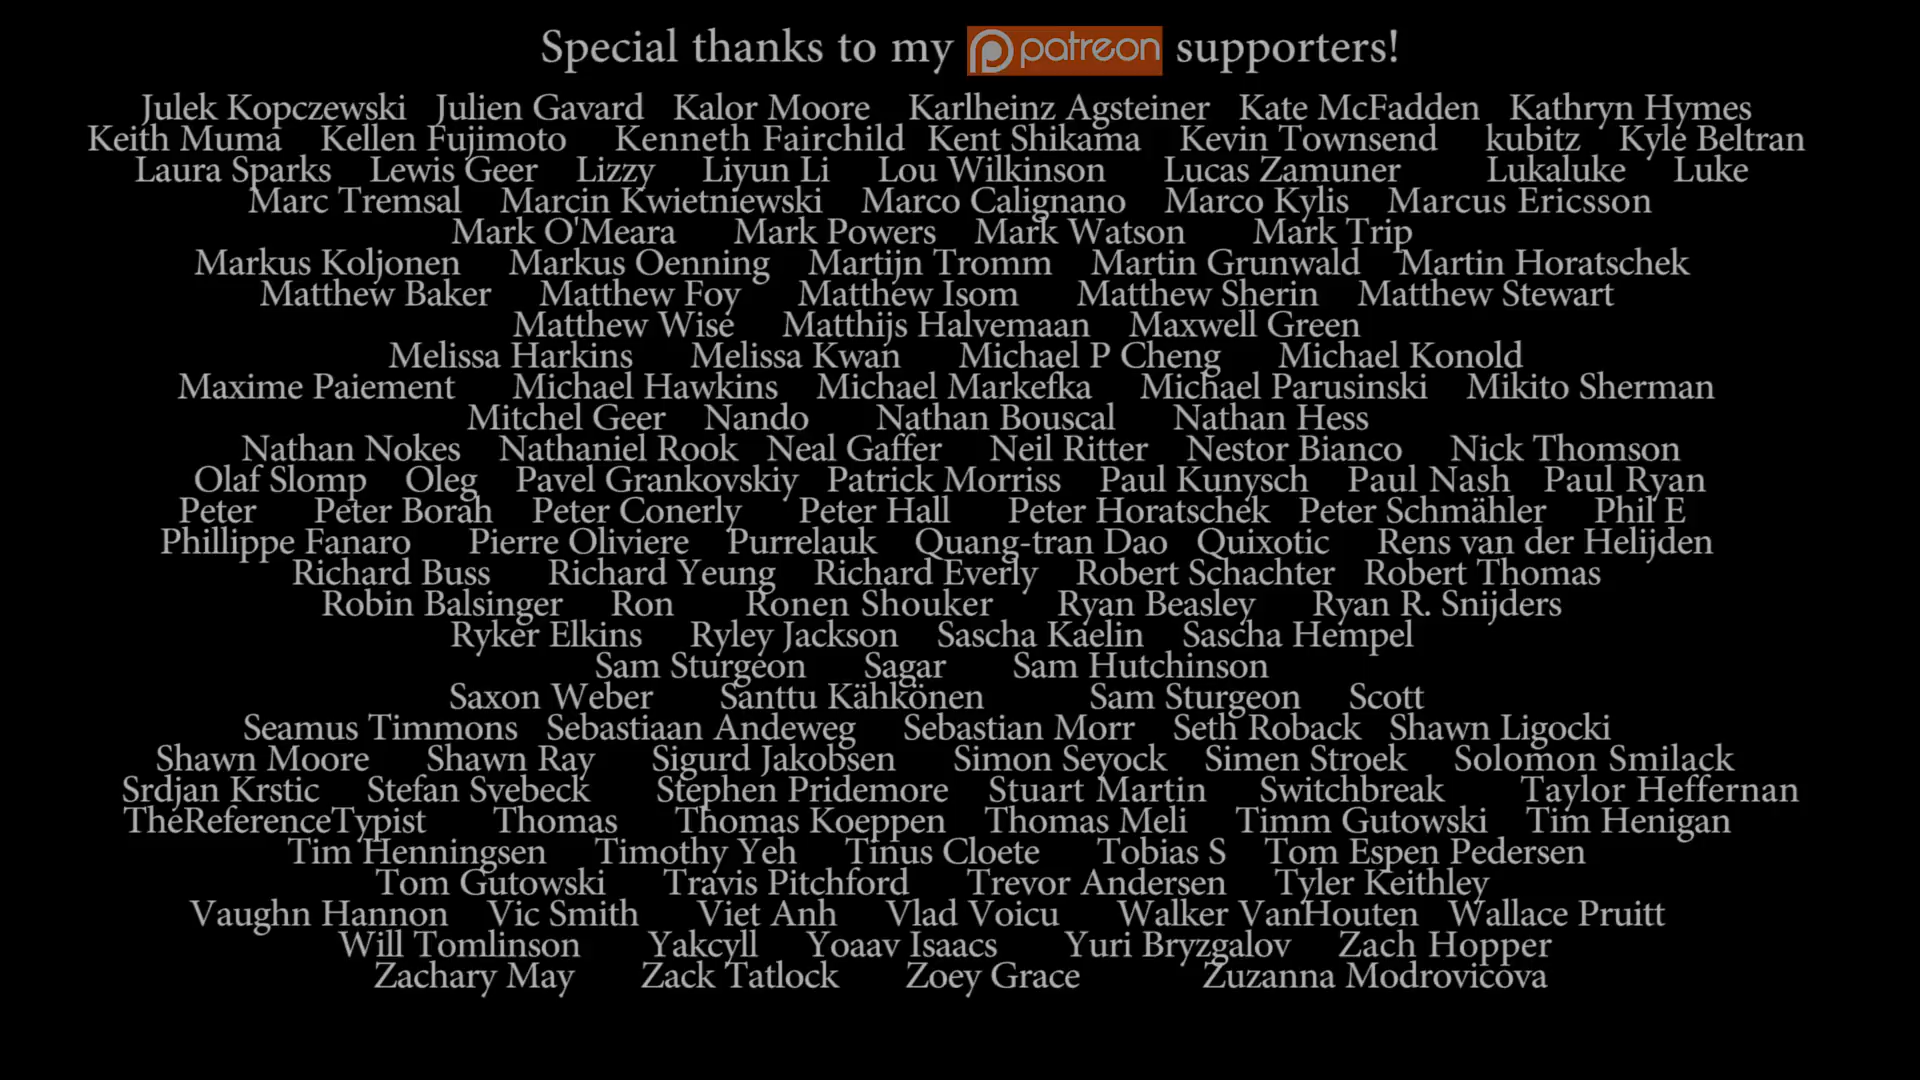 Special thanks to my patreon supporters!
Julek Kopczewski Julien Gavard Kalor Moore Karlheinz Agsteiner Kate McFadden Kathryn Hymes
Keith Muma Kellen Fujimoto Kenneth Fairchild Kent Shikama Kevin Townsend kubitz Kyle Beltran
Laura Sparks Lewis Geer Lizzy Liyun Li Lou Wilkinson Lucas Zamuner Lukaluke Luke
Marc Tremsal Marcin Kwietniewski Marco Calignano Marco Kylis Marcus Ericsson
Mark O'Meara Mark Powers Mark Watson Mark Trip
Markus Koljonen Markus Oenning Martijn Tromm Martin Grunwald Martin Horatschek
Matthew Baker Matthew Foy Matthew Isom Matthew Sherin Matthew Stewart
Matthew Wise Matthijs Halvemaan Maxwell Green
Melissa Harkins Melissa Kwan Michael P Cheng Michael Konold
Maxime Paiement Michael Hawkins Michael Markefka Michael Parusinski Mikito Sherman
Mitchel Geer Nando Nathan Bouscal Nathan Hess
Nathan Nokes Nathaniel Rook Neal Gaffer Neil Ritter Nestor Bianco Nick Thomson
Olaf Slomp Oleg Pavel Grankovskiy Patrick Morriss Paul Kunysch Paul Nash Paul Ryan
Peter Peter Borah Peter Conerly Peter Hall Peter Horatschek Peter Schmähler Phil E
Phillippe Fanaro Pierre Oliviere Purrelauk Quang-tran Dao Quixotic Rens van der Helijden
Richard Buss Richard Yeung Richard Everly Robert Schachter Robert Thomas
Robin Balsinger Ron Ronen Shouker Ryan Beasley Ryan R. Snijders
Ryker Elkins Ryley Jackson Sascha Kaelin Sascha Hempel
Sam Sturgeon Sagar Sam Hutchinson
Saxon Weber Santtu Kähkönen Sam Sturgeon Scott
Seamus Timmons Sebastiaan Andeweg Sebastian Morr Seth Roback Shawn Ligocki
Shawn Moore Shawn Ray Sigurd Jakobsen Simon Seyock Simen Stroek Solomon Smilack
Srdjan Krstic Stefan Svebeck Stephen Pridemore Stuart Martin Switchbreak Taylor Heffernan
TheReferenceTypist Thomas Thomas Koeppen Thomas Meli Timm Gutowski Tim Henigan
Tim Henningsen Timothy Yeh Tinus Cloete Tobias S Tom Espen Pedersen
Tom Gutowski Travis Pitchford Trevor Andersen Tyler Keithley
Vaughn Hannon Vic Smith Viet Anh Vlad Voicu Walker VanHouten Wallace Pruitt
Will Tomlinson Yakcyll Yoaav Isaacs Yuri Bryzgalov Zach Hopper
Zachary May Zack Tatlock Zoey Grace Zuzanna Modrovicova